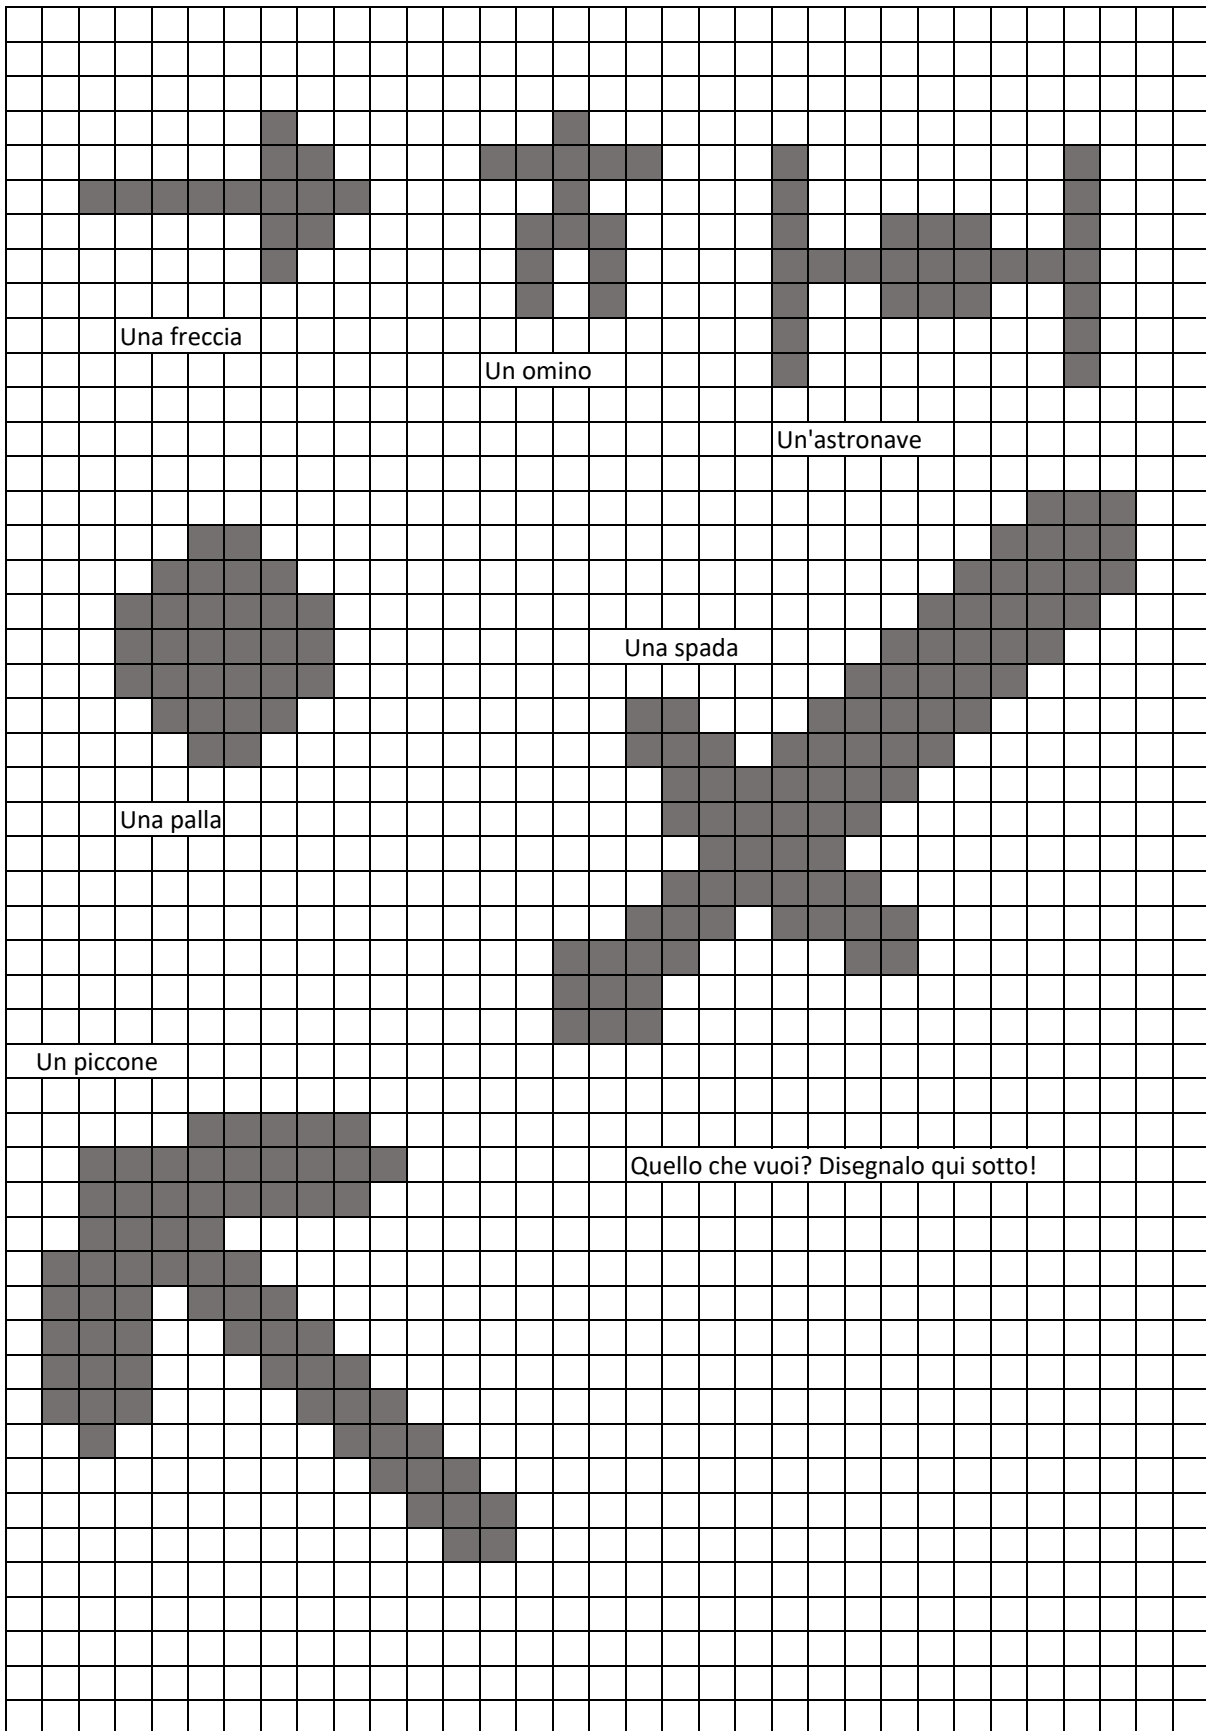 Una freccia
Un omino
Un'astronave
Una spada
Una palla
Un piccone
Quello che vuoi? Disegnalo qui sotto!